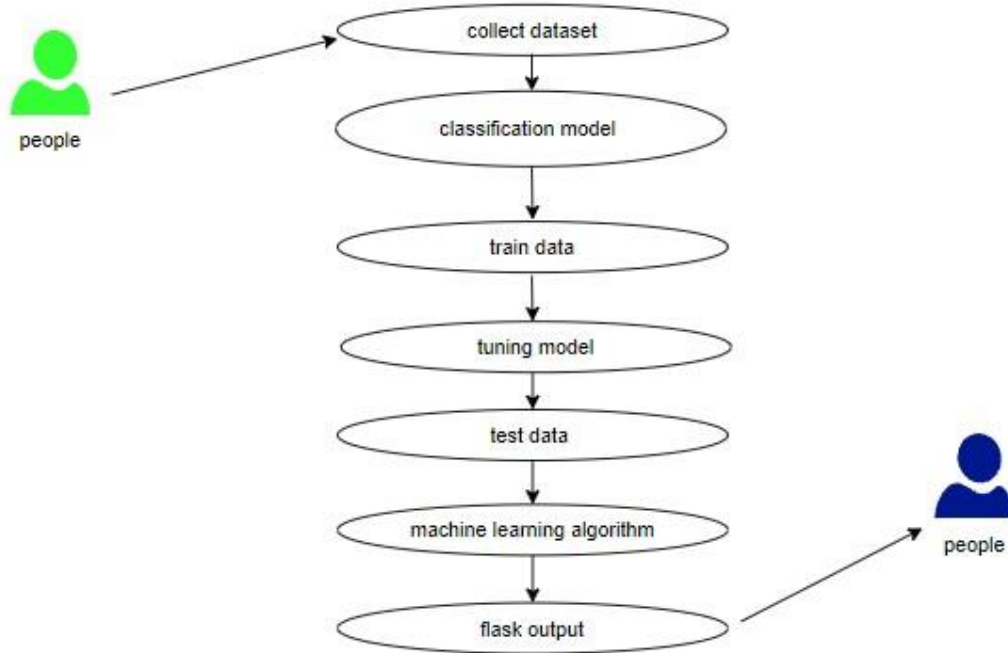 collect dataset
people
classification model
train data
tuning model
test data
machine learning algorithm
people
flask output